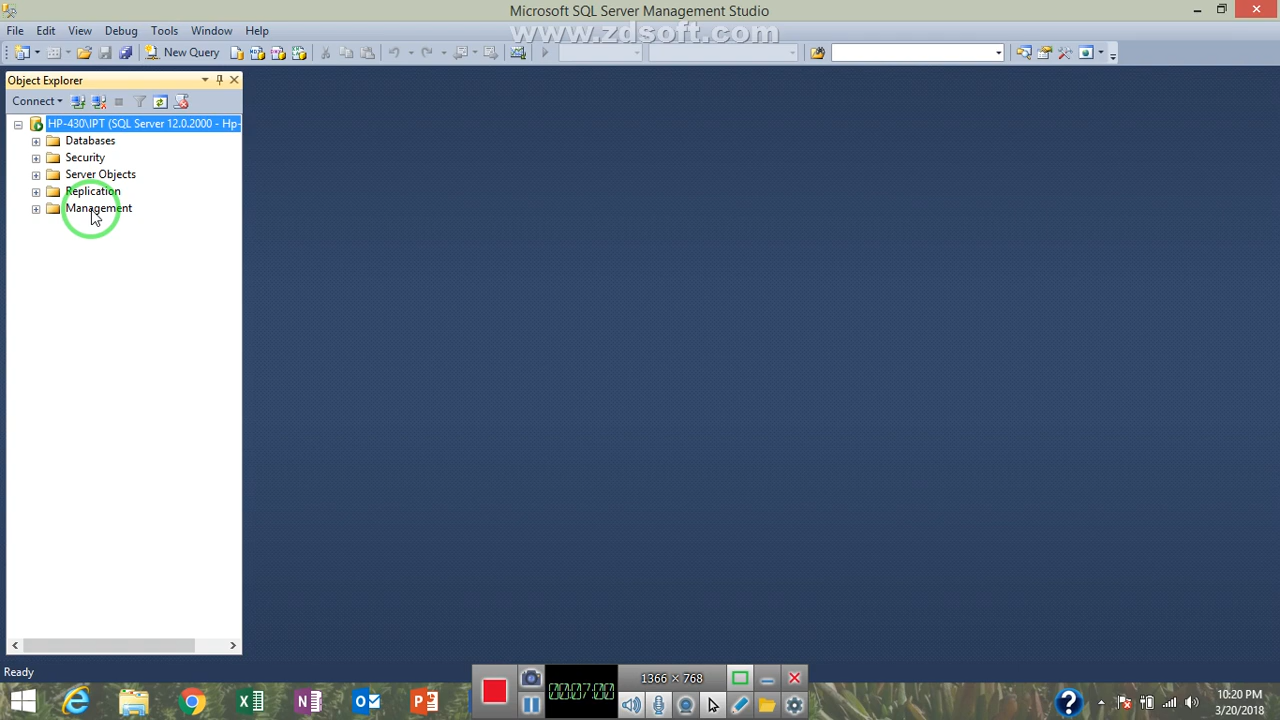 Microsoft SQL Server Management Studio
File Edit View Debug Tools Window Help
www.zdsoft.com
New Query
Object Explorer
Connect
HP-430\IPT (SQL Server 12.0.2000 - Hp-
Databases
Security
Server Objects
Replication
Management
Ready
0007.00
1366 × 768
10:20 PM
3/20/2018